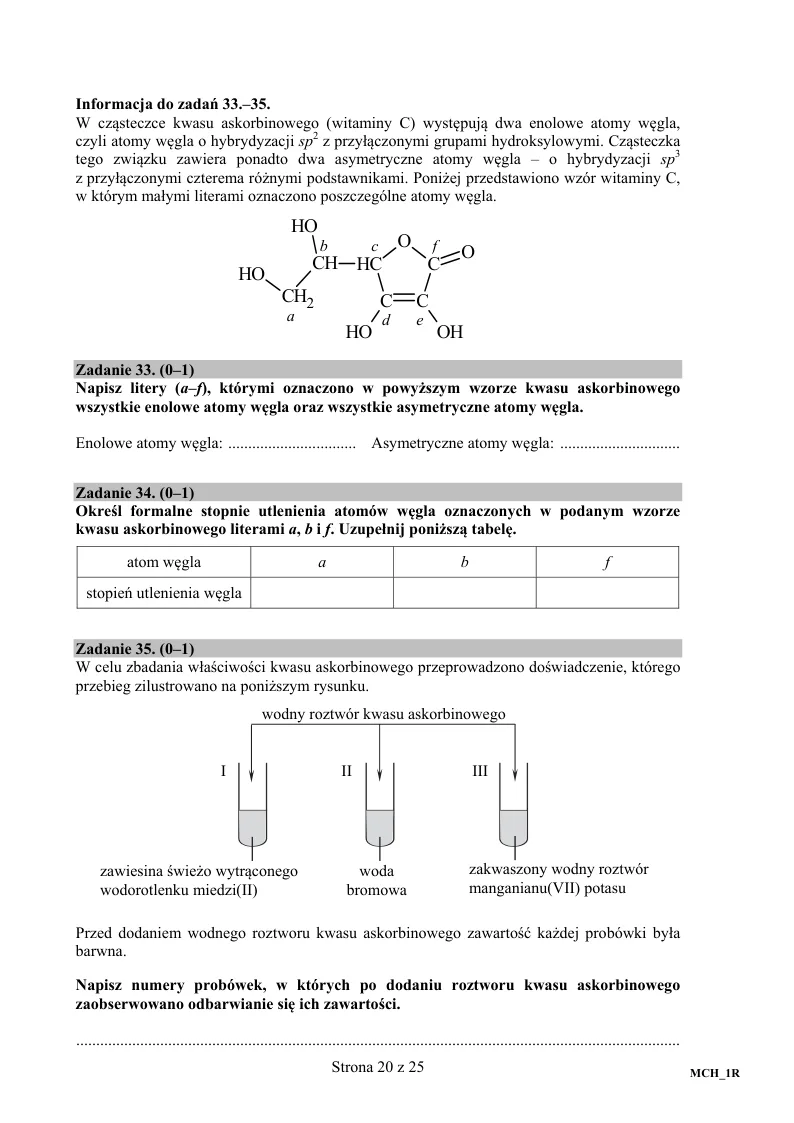 Informacja do zadań 33.–35.
W cząsteczce kwasu askorbinowego (witaminy C) występują dwa enolowe atomy węgla,
czyli atomy węgla o hybrydyzacji sp² z przyłączonymi grupami hydroksylowymi. Cząsteczka
tego związku zawiera ponadto dwa asymetryczne atomy węgla – o hybrydyzacji sp³
z przyłączonymi czterema różnymi podstawnikami. Poniżej przedstawiono wzór witaminy C,
w którym małymi literami oznaczono poszczególne atomy węgla.
HO
b c O f O
HO CH HC C
CH₂ C C
a d e
HO OH
Zadanie 33. (0–1)
Napisz litery (a–f), którymi oznaczono w powyższym wzorze kwasu askorbinowego
wszystkie enolowe atomy węgla oraz wszystkie asymetryczne atomy węgla.
Enolowe atomy węgla: ................................ Asymetryczne atomy węgla: ..............................
Zadanie 34. (0–1)
Określ formalne stopnie utlenienia atomów węgla oznaczonych w podanym wzorze
kwasu askorbinowego literami a, b i f. Uzupełnij poniższą tabelę.
atom węgla a b f
stopień utlenienia węgla
Zadanie 35. (0–1)
W celu zbadania właściwości kwasu askorbinowego przeprowadzono doświadczenie, którego
przebieg zilustrowano na poniższym rysunku.
wodny roztwór kwasu askorbinowego
I II III
zawiesina świeżo wytrąconego woda zakwaszony wodny roztwór
wodorotlenku miedzi(II) bromowa manganianu(VII) potasu
Przed dodaniem wodnego roztworu kwasu askorbinowego zawartość każdej probówki była
barwna.
Napisz numery probówek, w których po dodaniu roztworu kwasu askorbinowego
zaobserwowano odbarwianie się ich zawartości.
.......................................................................................................................................................
Strona 20 z 25
MCH_1R